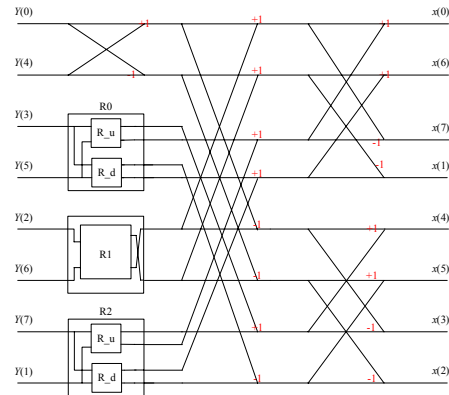 Y(0) +1 +1 +1 x(0)
Y(4) -1 +1 +1 x(6)
R0
Y(3) R_u +1 -1 x(7)
Y(5) R_d +1 -1 x(1)
Y(2) -1 +1 x(4)
R1
Y(6) -1 +1 x(5)
R2
Y(7) R_u +1 -1 x(3)
Y(1) R_d -1 -1 x(2)